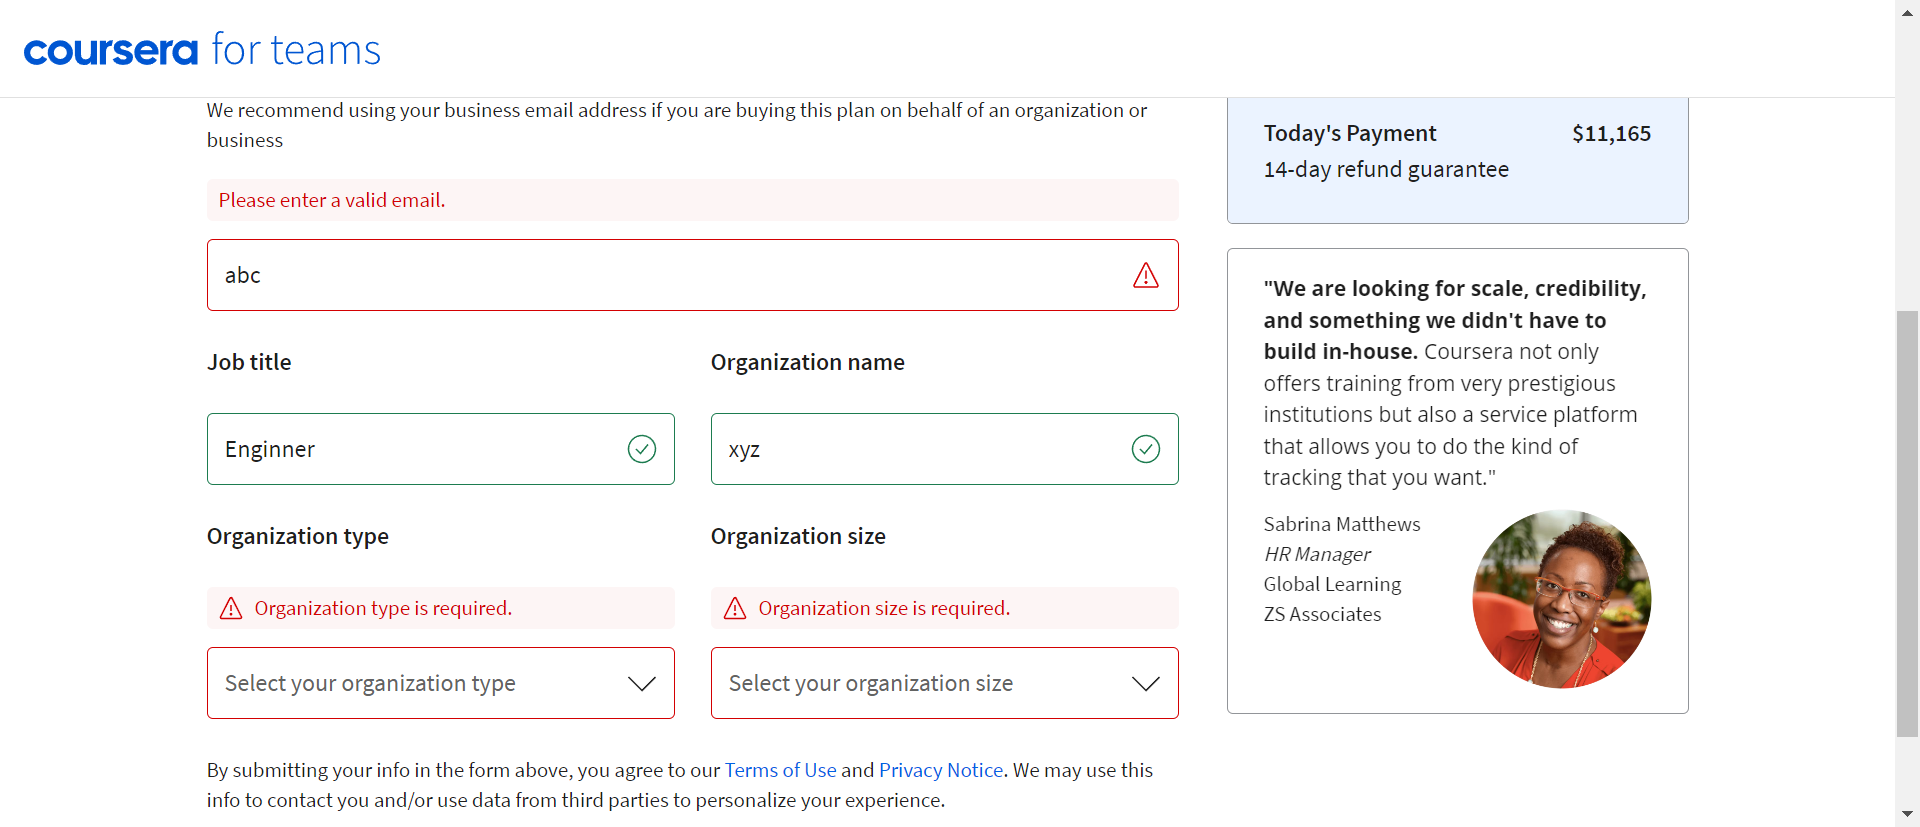 coursera for teams
We recommend using your business email address if you are buying this plan on behalf of an organization or
business
Please enter a valid email.
abc
Job title
Organization name
Enginner
xyz
Organization type
Organization size
Organization type is required.
Organization size is required.
Select your organization type
Select your organization size
By submitting your info in the form above, you agree to our Terms of Use and Privacy Notice. We may use this
info to contact you and/or use data from third parties to personalize your experience.
Today's Payment $11,165
14-day refund guarantee
"We are looking for scale, credibility,
and something we didn't have to
build in-house. Coursera not only
offers training from very prestigious
institutions but also a service platform
that allows you to do the kind of
tracking that you want."
Sabrina Matthews
HR Manager
Global Learning
ZS Associates